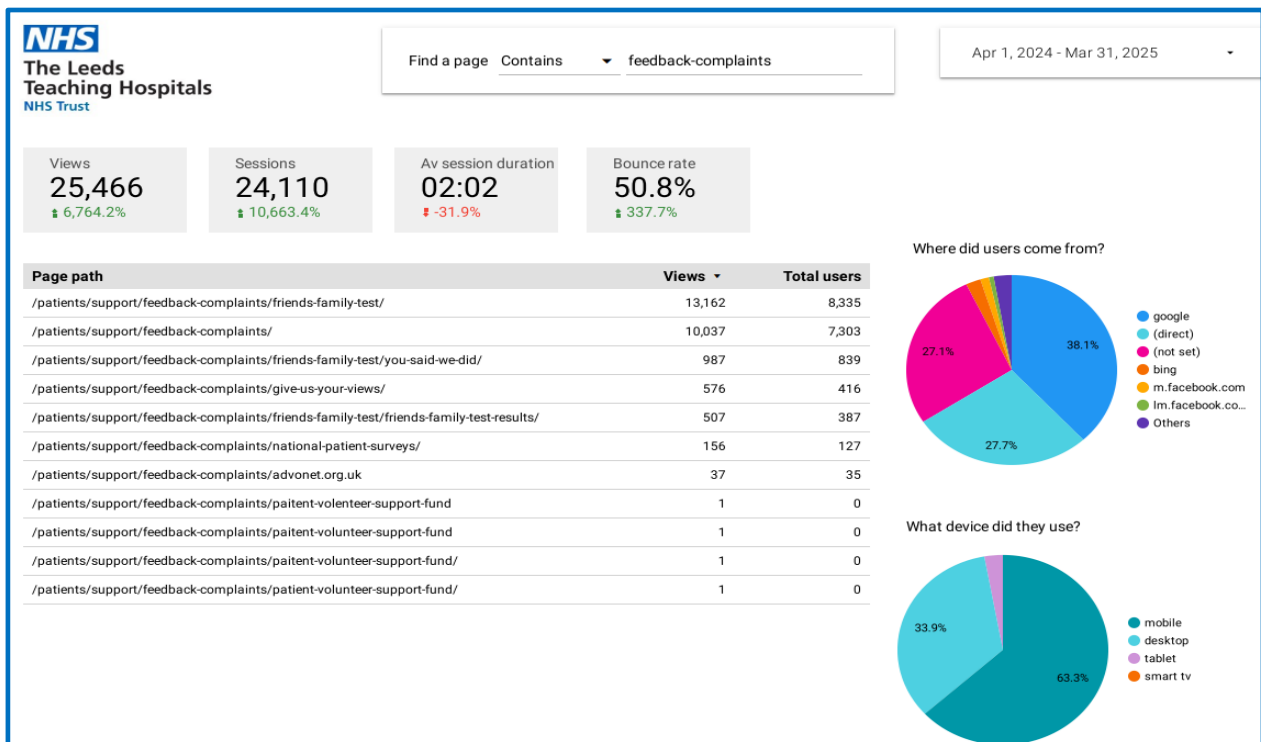 NHS
The Leeds
Teaching Hospitals
NHS Trust
Find a page Contains feedback-complaints
Apr 1, 2024 - Mar 31, 2025
Views
25,466
6,764.2%
Sessions
24,110
10,663.4%
Av session duration
02:02
-31.9%
Bounce rate
50.8%
337.7%
Page path Views Total users
/patients/support/feedback-complaints/friends-family-test/ 13,162 8,335
/patients/support/feedback-complaints/ 10,037 7,303
/patients/support/feedback-complaints/friends-family-test/you-said-we-did/ 987 839
/patients/support/feedback-complaints/give-us-your-views/ 576 416
/patients/support/feedback-complaints/friends-family-test/friends-family-test-results/ 507 387
/patients/support/feedback-complaints/national-patient-surveys/ 156 127
/patients/support/feedback-complaints/advonet.org.uk 37 35
/patients/support/feedback-complaints/paitent-volenteer-support-fund 1 0
/patients/support/feedback-complaints/paitent-volunteer-support-fund 1 0
/patients/support/feedback-complaints/paitent-volunteer-support-fund/ 1 0
/patients/support/feedback-complaints/patient-volunteer-support-fund/ 1 0
Where did users come from?
38.1%
27.7%
27.1%
google
(direct)
(not set)
bing
m.facebook.com
lm.facebook.co...
Others
What device did they use?
33.9%
63.3%
mobile
desktop
tablet
smart tv